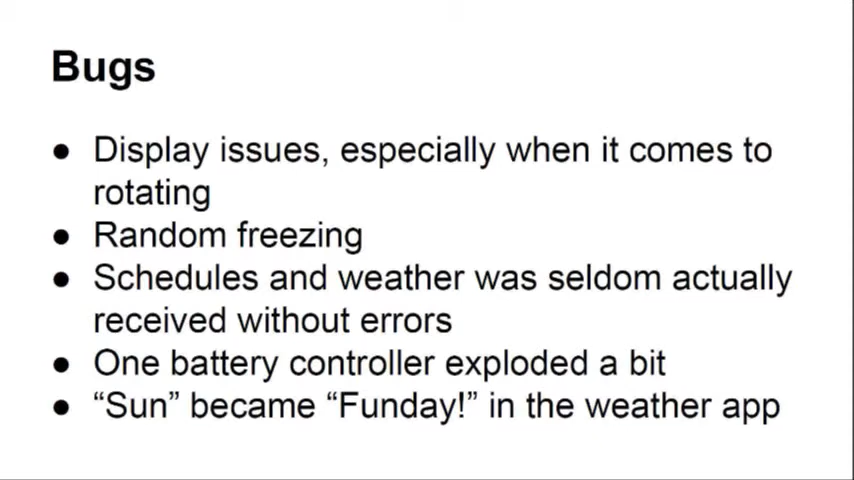 Bugs
● Display issues, especially when it comes to
rotating
● Random freezing
● Schedules and weather was seldom actually
received without errors
● One battery controller exploded a bit
● “Sun” became “Funday!” in the weather app